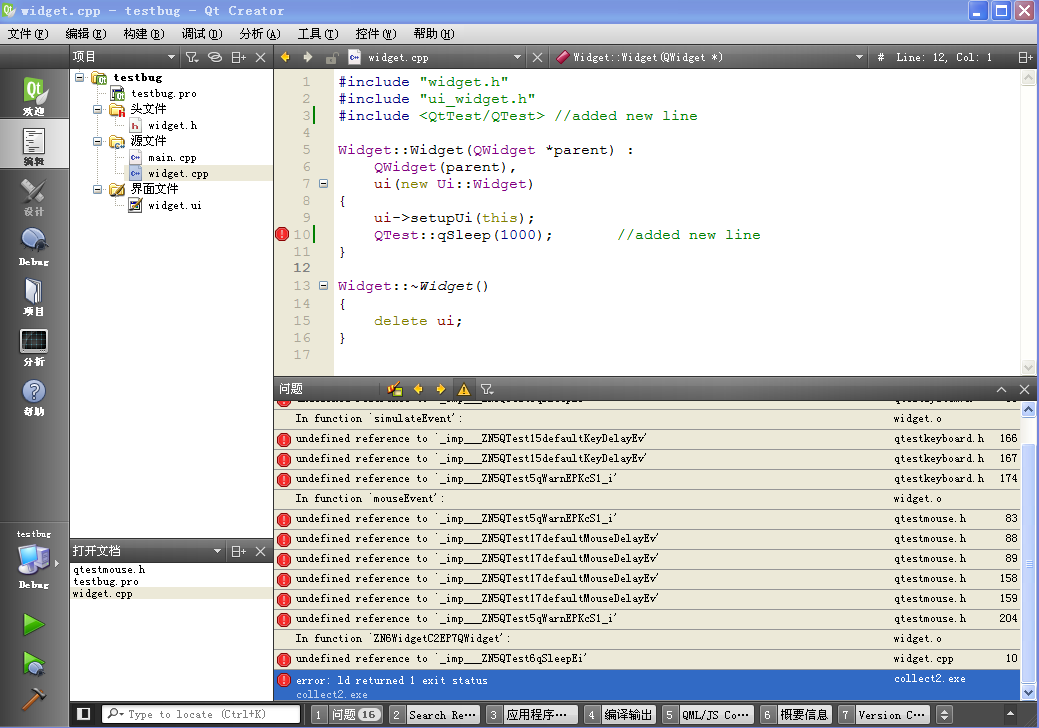 widget.cpp - testbug - Qt Creator
文件(F) 编辑(E) 构建(B) 调试(D) 分析(A) 工具(T) 控件(W) 帮助(H)
项目
widget.cpp
Widget::Widget(QWidget *)
# Line: 12, Col: 1
欢迎
编辑
设计
Debug
项目
分析
帮助
testbug
Debug
testbug
testbug.pro
头文件
widget.h
源文件
main.cpp
widget.cpp
界面文件
widget.ui
打开文档
qtestmouse.h
testbug.pro
widget.cpp
1 #include "widget.h"
2 #include "ui_widget.h"
3 #include <QtTest/QTest> //added new line
4
5 Widget::Widget(QWidget *parent) :
6 QWidget(parent),
7 ui(new Ui::Widget)
8 {
9 ui->setupUi(this);
10 QTest::qSleep(1000); //added new line
11 }
12
13 Widget::~Widget()
14 {
15 delete ui;
16 }
17
问题
In function `simulateEvent': widget.o
undefined reference to `_imp___ZN5QTest15defaultKeyDelayEv' qtestkeyboard.h 166
undefined reference to `_imp___ZN5QTest15defaultKeyDelayEv' qtestkeyboard.h 167
undefined reference to `_imp___ZN5QTest5qWarnEPKcS1_i' qtestkeyboard.h 174
In function `mouseEvent': widget.o
undefined reference to `_imp___ZN5QTest5qWarnEPKcS1_i' qtestmouse.h 83
undefined reference to `_imp___ZN5QTest17defaultMouseDelayEv' qtestmouse.h 88
undefined reference to `_imp___ZN5QTest17defaultMouseDelayEv' qtestmouse.h 89
undefined reference to `_imp___ZN5QTest17defaultMouseDelayEv' qtestmouse.h 158
undefined reference to `_imp___ZN5QTest17defaultMouseDelayEv' qtestmouse.h 159
undefined reference to `_imp___ZN5QTest5qWarnEPKcS1_i' qtestmouse.h 204
In function `ZN6WidgetC2EP7QWidget': widget.o
undefined reference to `_imp___ZN5QTest6qSleepEi' widget.cpp 10
error: ld returned 1 exit status collect2.exe
collect2.exe
Type to locate (Ctrl+K)
1 问题 16 2 Search Re... 3 应用程序... 4 编译输出 5 QML/JS Co... 6 概要信息 7 Version C...